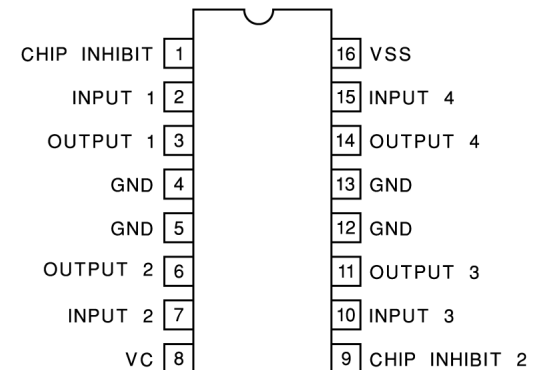 CHIP INHIBIT 1 16 VSS
INPUT 1 2 15 INPUT 4
OUTPUT 1 3 14 OUTPUT 4
GND 4 13 GND
GND 5 12 GND
OUTPUT 2 6 11 OUTPUT 3
INPUT 2 7 10 INPUT 3
VC 8 9 CHIP INHIBIT 2